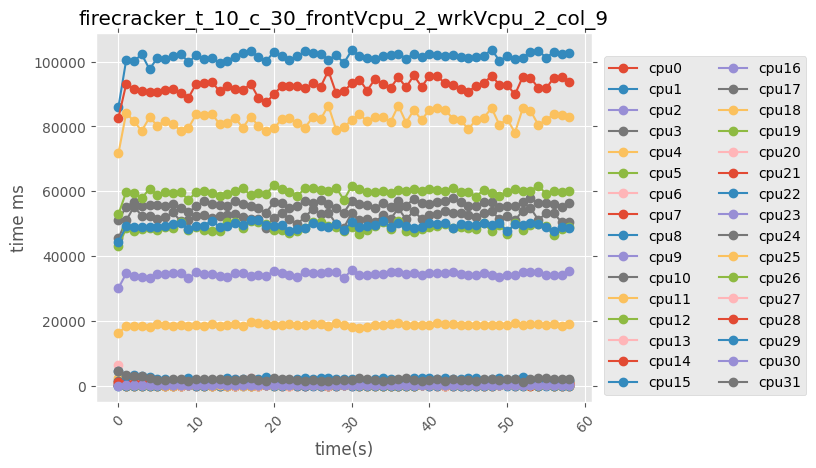 firecracker_t_10_c_30_frontVcpu_2_wrkVcpu_2_col_9
time ms
100000
80000
60000
40000
20000
0
0 10 20 30 40 50 60
time(s)
cpu0 cpu16
cpu1 cpu17
cpu2 cpu18
cpu3 cpu19
cpu4 cpu20
cpu5 cpu21
cpu6 cpu22
cpu7 cpu23
cpu8 cpu24
cpu9 cpu25
cpu10 cpu26
cpu11 cpu27
cpu12 cpu28
cpu13 cpu29
cpu14 cpu30
cpu15 cpu31